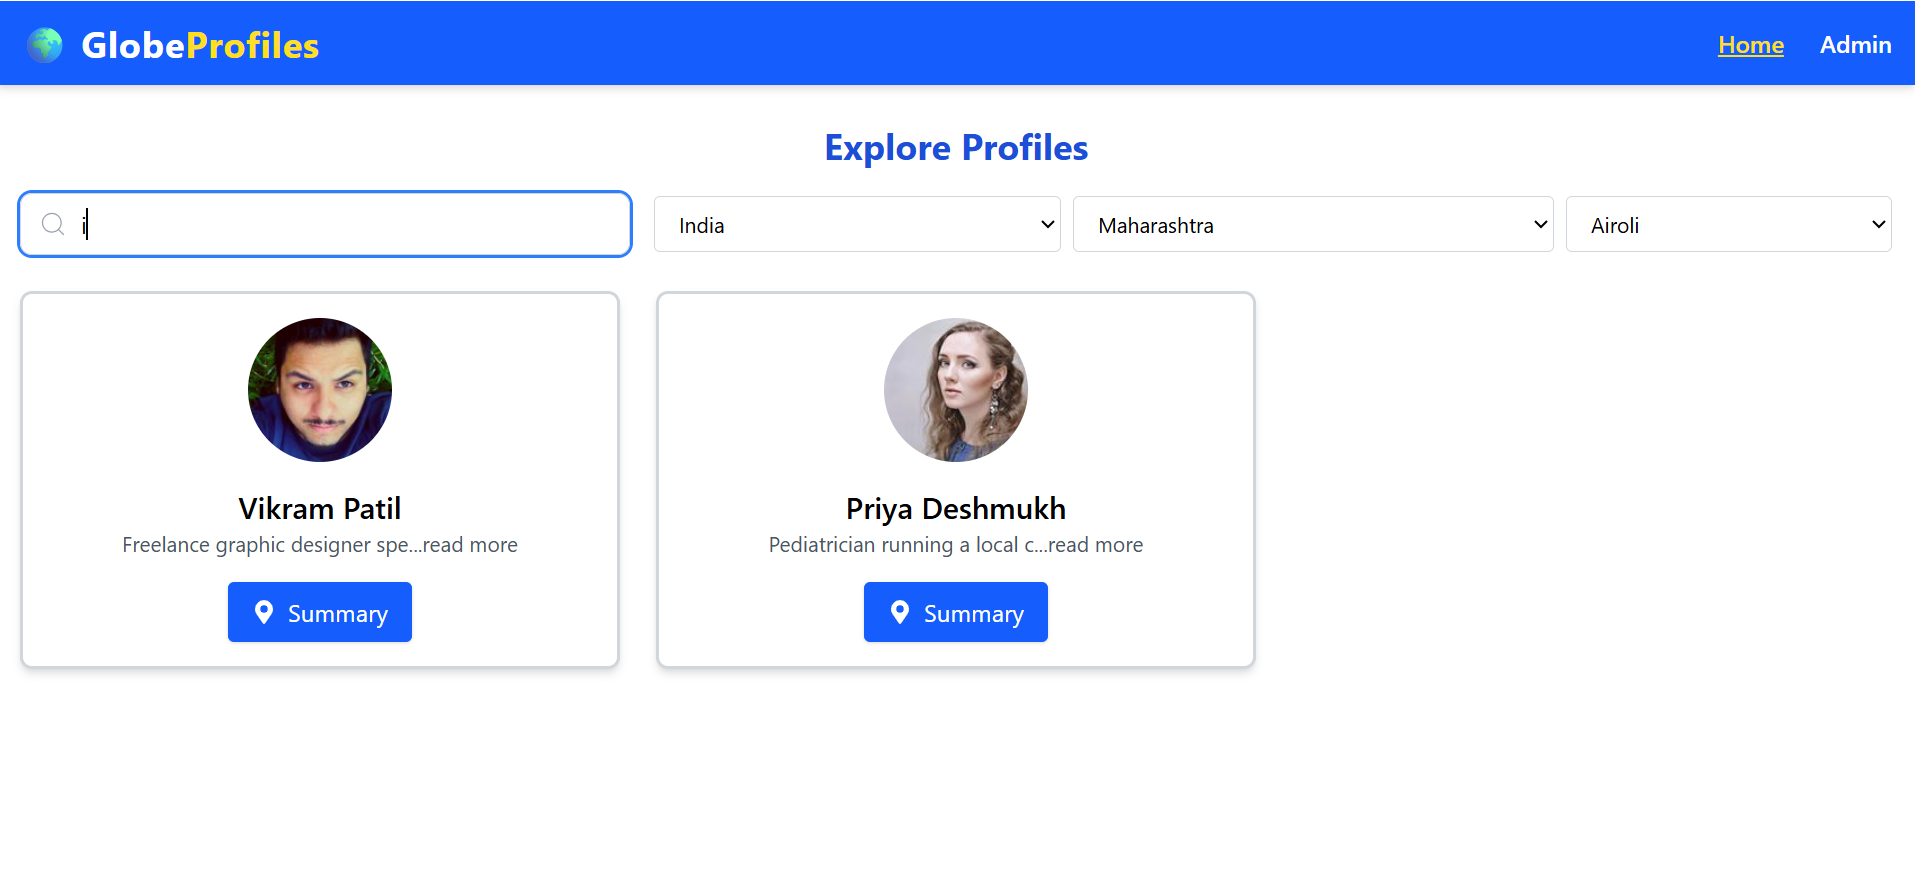 GlobeProfiles
Home Admin
Explore Profiles
i
India
Maharashtra
Airoli
Vikram Patil
Freelance graphic designer spe...read more
Summary
Priya Deshmukh
Pediatrician running a local c...read more
Summary